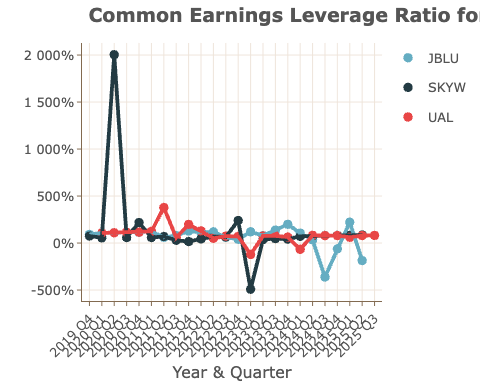 Common Earnings Leverage Ratio for
2 000%
1 500%
1 000%
500%
0%
-500%
JBLU
SKYW
UAL
2019 Q4
2020 Q1
2020 Q2
2020 Q3
2020 Q4
2021 Q1
2021 Q2
2021 Q3
2021 Q4
2022 Q1
2022 Q2
2022 Q3
2022 Q4
2023 Q1
2023 Q2
2023 Q3
2023 Q4
2024 Q1
2024 Q2
2024 Q3
2024 Q4
2025 Q1
2025 Q2
2025 Q3
Year & Quarter